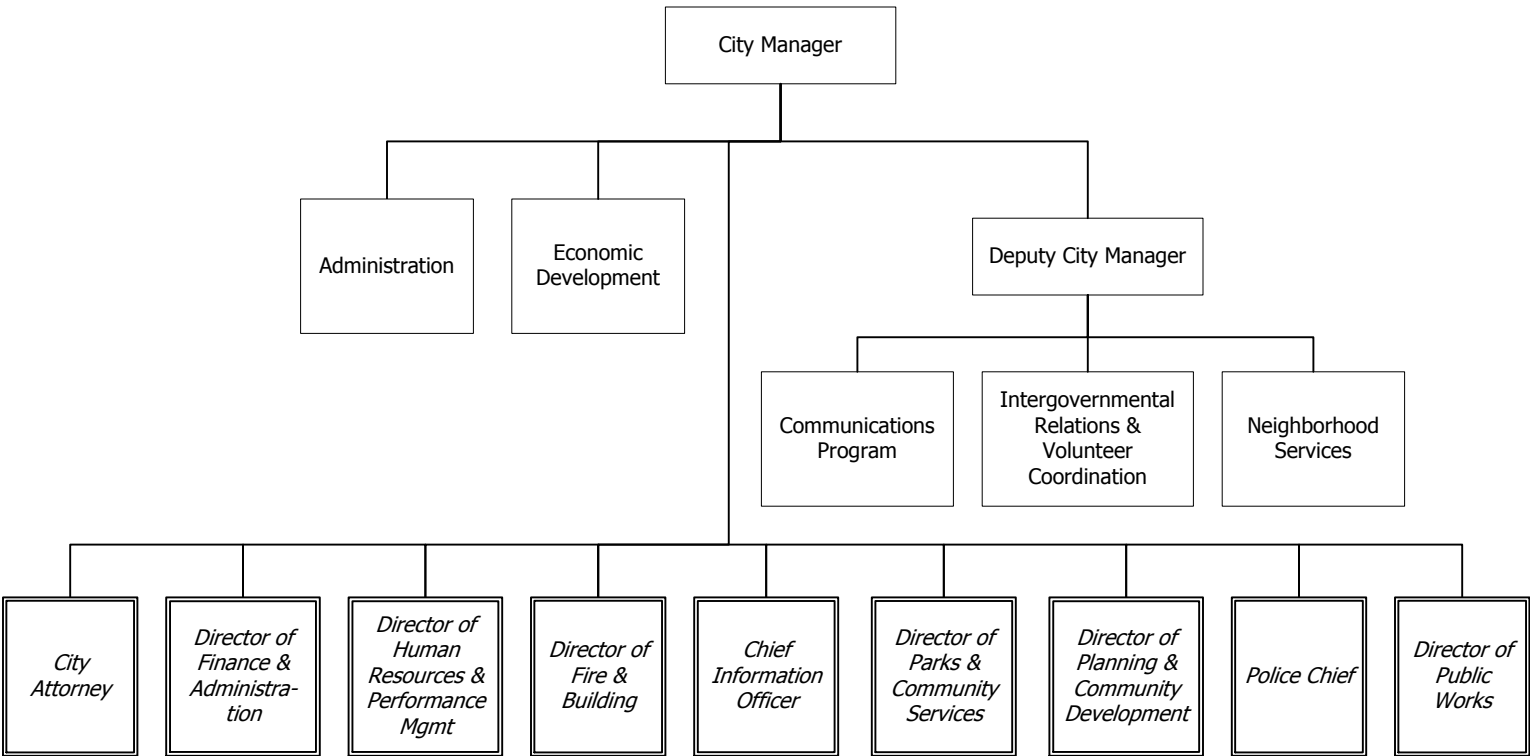 City Manager
Administration
Economic
Development
Deputy City Manager
Communications
Program
Intergovernmental
Relations &
Volunteer
Coordination
Neighborhood
Services
City
Attorney
Director of
Finance &
Administra-
tion
Director of
Human
Resources &
Performance
Mgmt
Director of
Fire &
Building
Chief
Information
Officer
Director of
Parks &
Community
Services
Director of
Planning &
Community
Development
Police Chief
Director of
Public
Works